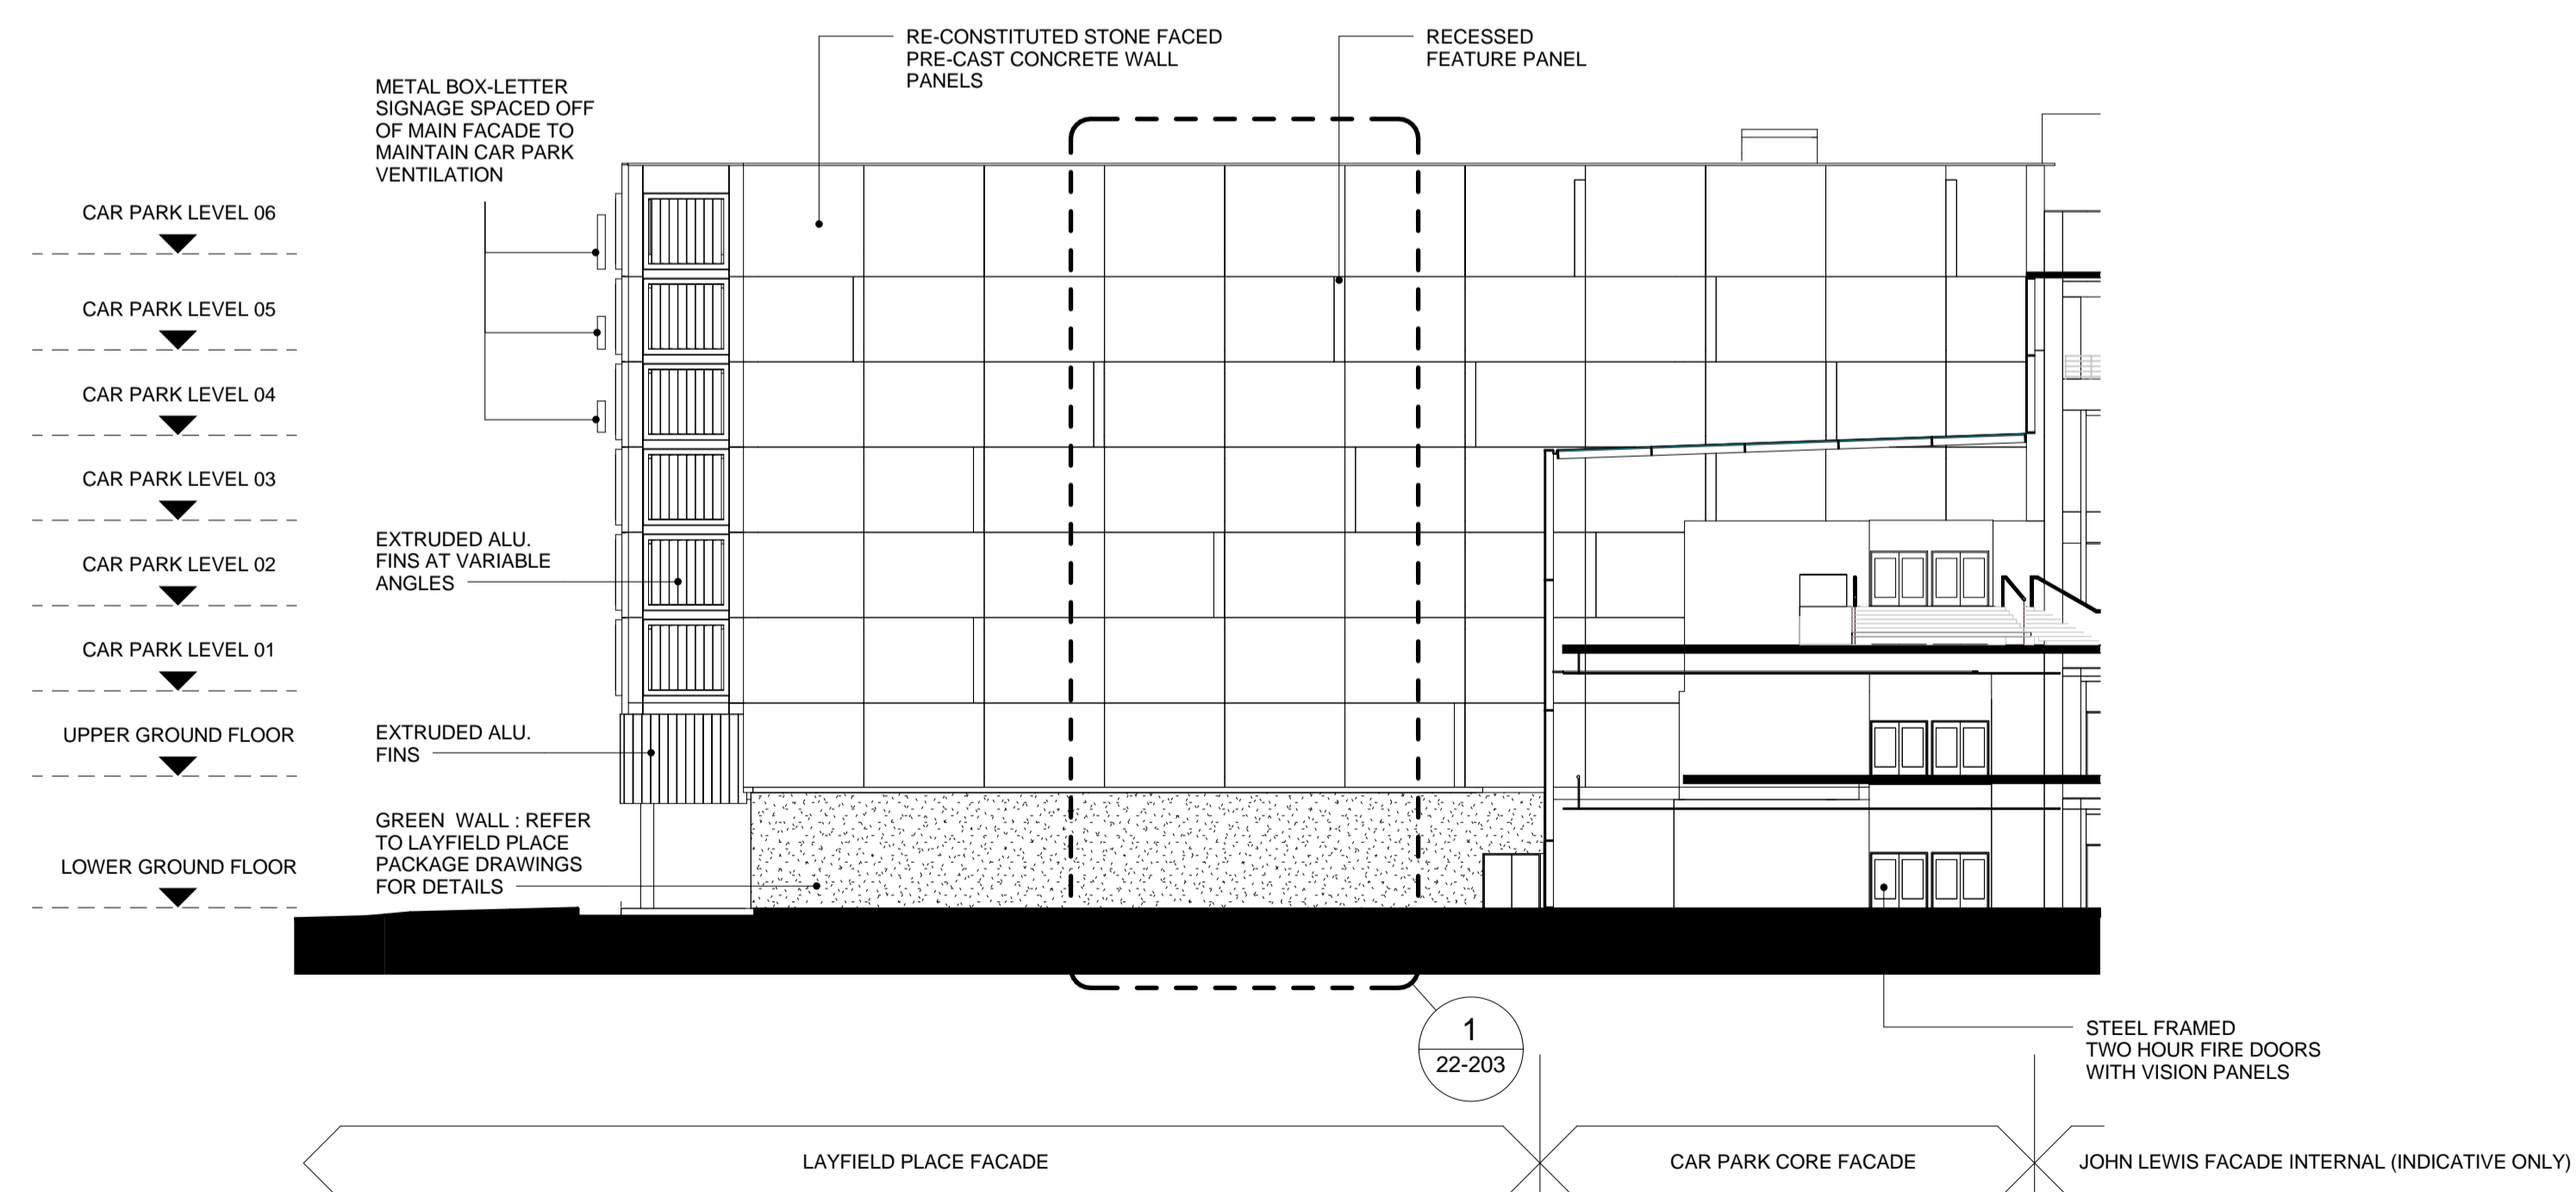 RE-CONSTITUTED STONE FACED
PRE-CAST CONCRETE WALL
PANELS
RECESSED
FEATURE PANEL
METAL BOX-LETTER
SIGNAGE SPACED OFF
OF MAIN FACADE TO
MAINTAIN CAR PARK
VENTILATION
CAR PARK LEVEL 06
CAR PARK LEVEL 05
CAR PARK LEVEL 04
CAR PARK LEVEL 03
EXTRUDED ALU.
FINS AT VARIABLE
ANGLES
CAR PARK LEVEL 02
CAR PARK LEVEL 01
UPPER GROUND FLOOR
EXTRUDED ALU.
FINS
GREEN WALL : REFER
TO LAYFIELD PLACE
PACKAGE DRAWINGS
FOR DETAILS
LOWER GROUND FLOOR
1
22-203
STEEL FRAMED
TWO HOUR FIRE DOORS
WITH VISION PANELS
LAYFIELD PLACE FACADE
CAR PARK CORE FACADE
JOHN LEWIS FACADE INTERNAL (INDICATIVE ONLY)